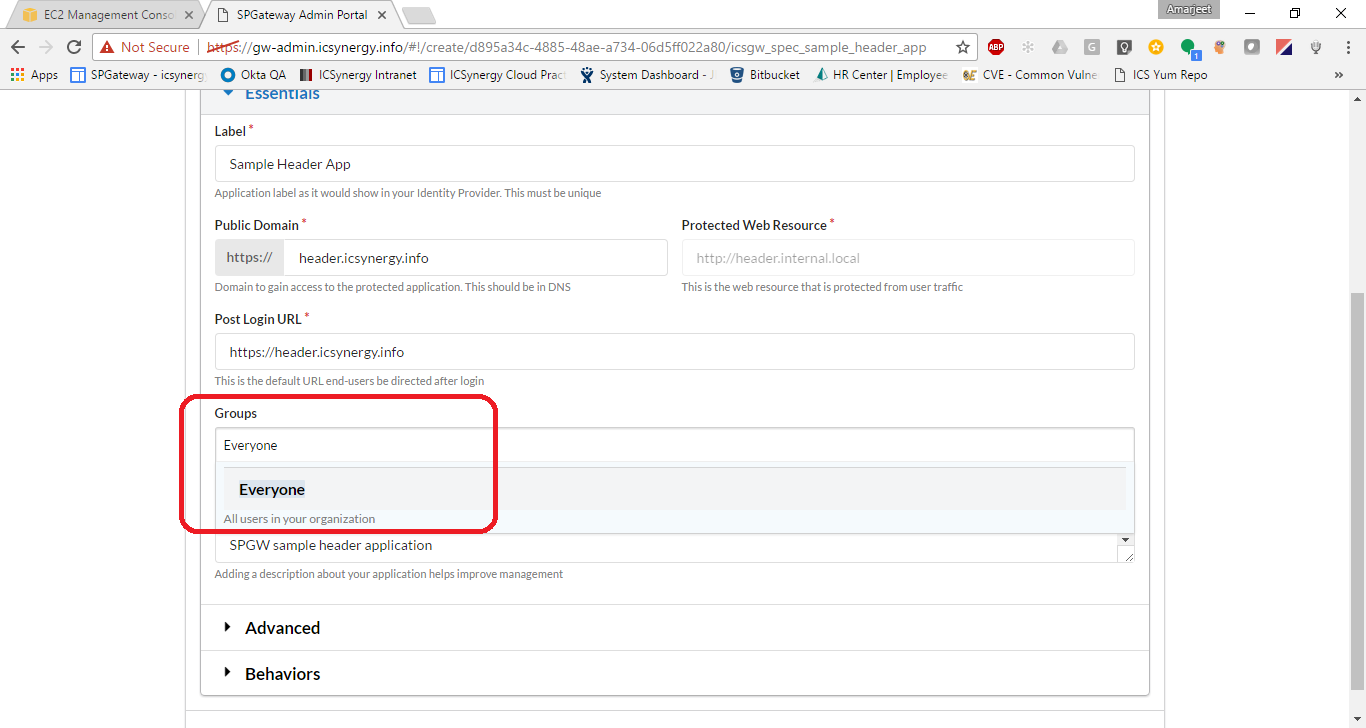 Amarjeet
EC2 Management Conso
SPGateway Admin Portal
Not Secure
https://gw-admin.icsynergy.info/#!/create/d895a34c-4885-48ae-a734-06d5ff022a80/icsgw_spec_sample_header_app
ABP
G
1
Apps
SPGateway - icsynerg
Okta QA
ICSynergy Intranet
ICSynergy Cloud Prac
System Dashboard - J
Bitbucket
HR Center | Employee
CVE - Common Vulne
ICS Yum Repo
»
Essentials
Label *
Sample Header App
Application label as it would show in your Identity Provider. This must be unique
Public Domain * Protected Web Resource *
https:// header.icsynergy.info http://header.internal.local
Domain to gain access to the protected application. This should be in DNS This is the web resource that is protected from user traffic
Post Login URL *
https://header.icsynergy.info
This is the default URL end-users be directed after login
Groups
Everyone
Everyone
All users in your organization
SPGW sample header application
Adding a description about your application helps improve management
Advanced
Behaviors